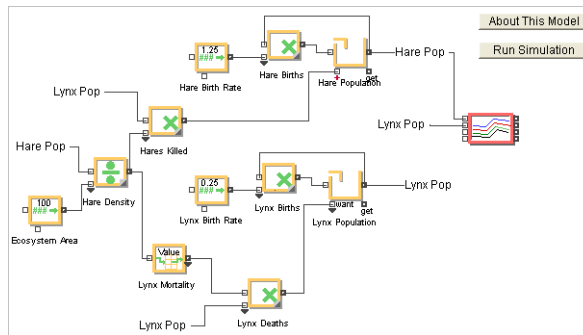 About This Model
Run Simulation
1.25
###
Hare Birth Rate
Hare Births
Hare Population
get
Hare Pop
Lynx Pop
Lynx Pop
Hares Killed
Hare Pop
Hare Density
100
###
Ecosystem Area
0.25
###
Lynx Birth Rate
Lynx Births
want
get
Lynx Population
Lynx Pop
Value
Lynx Mortality
Lynx Deaths
Lynx Pop